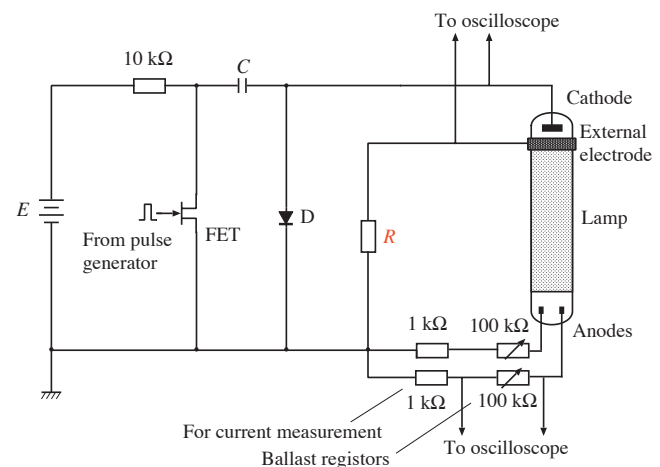 To oscilloscope
10 kΩ
C
Cathode
External
electrode
E
From pulse
generator
FET
D
R
Lamp
1 kΩ
100 kΩ
Anodes
1 kΩ
100 kΩ
For current measurement
To oscilloscope
Ballast registors